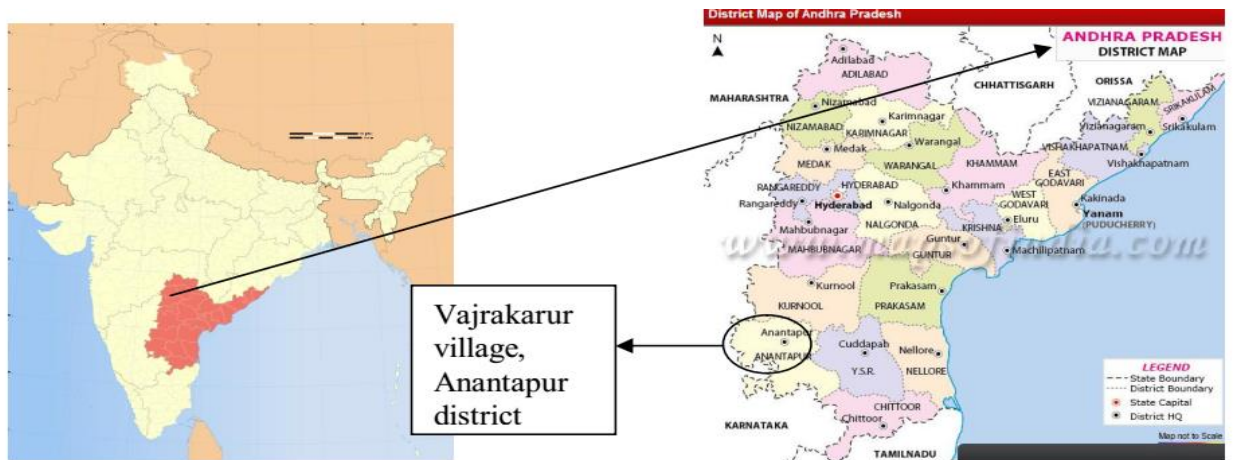 District Map of Andhra Pradesh
N
ANDHRA PRADESH
DISTRICT MAP
Adilabad
ADILABAD
CHHATTISGARH
ORISSA
MAHARASHTRA
Nizamabad
NIZAMABAD
Karimnagar
KARIMNAGAR
VIZIANAGARAM
SRIKAKULAM
Vizianagaram
Srikakulam
Medak
MEDAK
Warangal
WARANGAL
VISHAKHAPATNAM
Vishakhapatnam
KHAMMAM
Khammam
EAST
GODAVARI
RANGAREDDY
HYDERABAD
Rangareddy
Hyderabad
Nalgonda
NALGONDA
WEST
GODAVARI
Kakinada
Eluru
Yanam
(PUDUCHERRY)
Mahbubnagar
MAHBUBNAGAR
KRISHNA
Guntur
GUNTUR
Machilipatnam
www.mapsofindia.com
Kurnool
KURNOOL
Prakasam
PRAKASAM
Anantapur
ANANTAPUR
Cuddapah
Y.S.R.
Nellore
NELLORE
CHITTOOR
Chittoor
KARNATAKA
TAMILNADU
LEGEND
State Boundary
District Boundary
State Capital
District HQ
Map not to Scale
Vajrakarur
village,
Anantapur
district